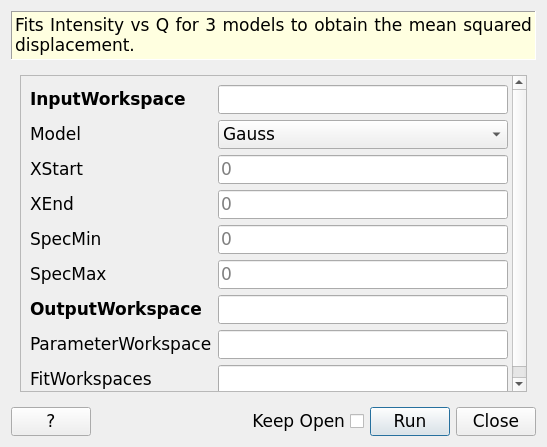 Fits Intensity vs Q for 3 models to obtain the mean squared
displacement.
InputWorkspace
Model Gauss
XStart 0
XEnd 0
SpecMin 0
SpecMax 0
OutputWorkspace
ParameterWorkspace
FitWorkspaces
? Keep Open Run Close